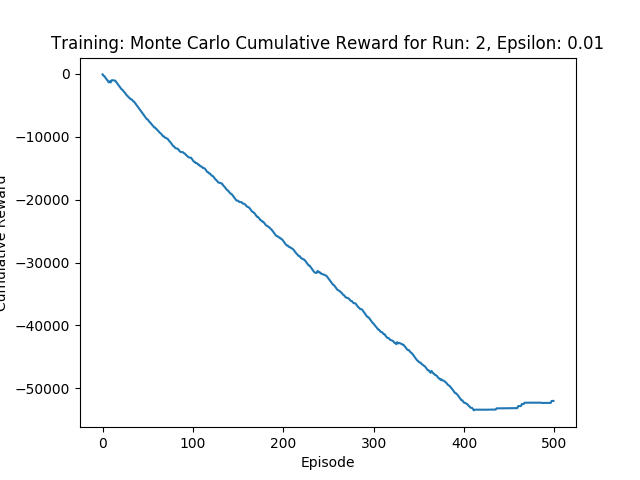 Training: Monte Carlo Cumulative Reward for Run: 2, Epsilon: 0.01
0
−10000
−20000
−30000
−40000
−50000
Cumulative Reward
0 100 200 300 400 500
Episode